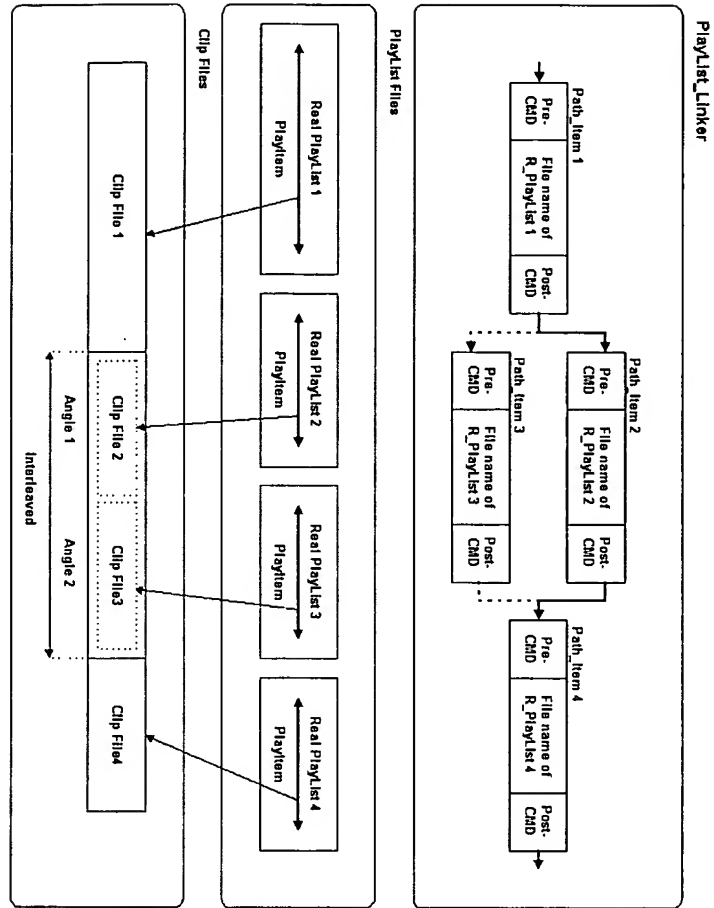 PlayList_Linker
Path_Item 1
Pre-
CMD
File name of
R_PlayList 1
Post-
CMD
Path_Item 2
Pre-
CMD
File name of
R_PlayList 2
Post-
CMD
Path_Item 3
Pre-
CMD
File name of
R_PlayList 3
Post-
CMD
Path_Item 4
Pre-
CMD
File name of
R_PlayList 4
Post-
CMD
PlayList Files
Real PlayList 1
PlayItem
Real PlayList 2
PlayItem
Real PlayList 3
PlayItem
Real PlayList 4
PlayItem
Clip Files
Clip File 1
Clip File 2
Clip File3
Clip File4
Angle 1
Angle 2
Interleaved